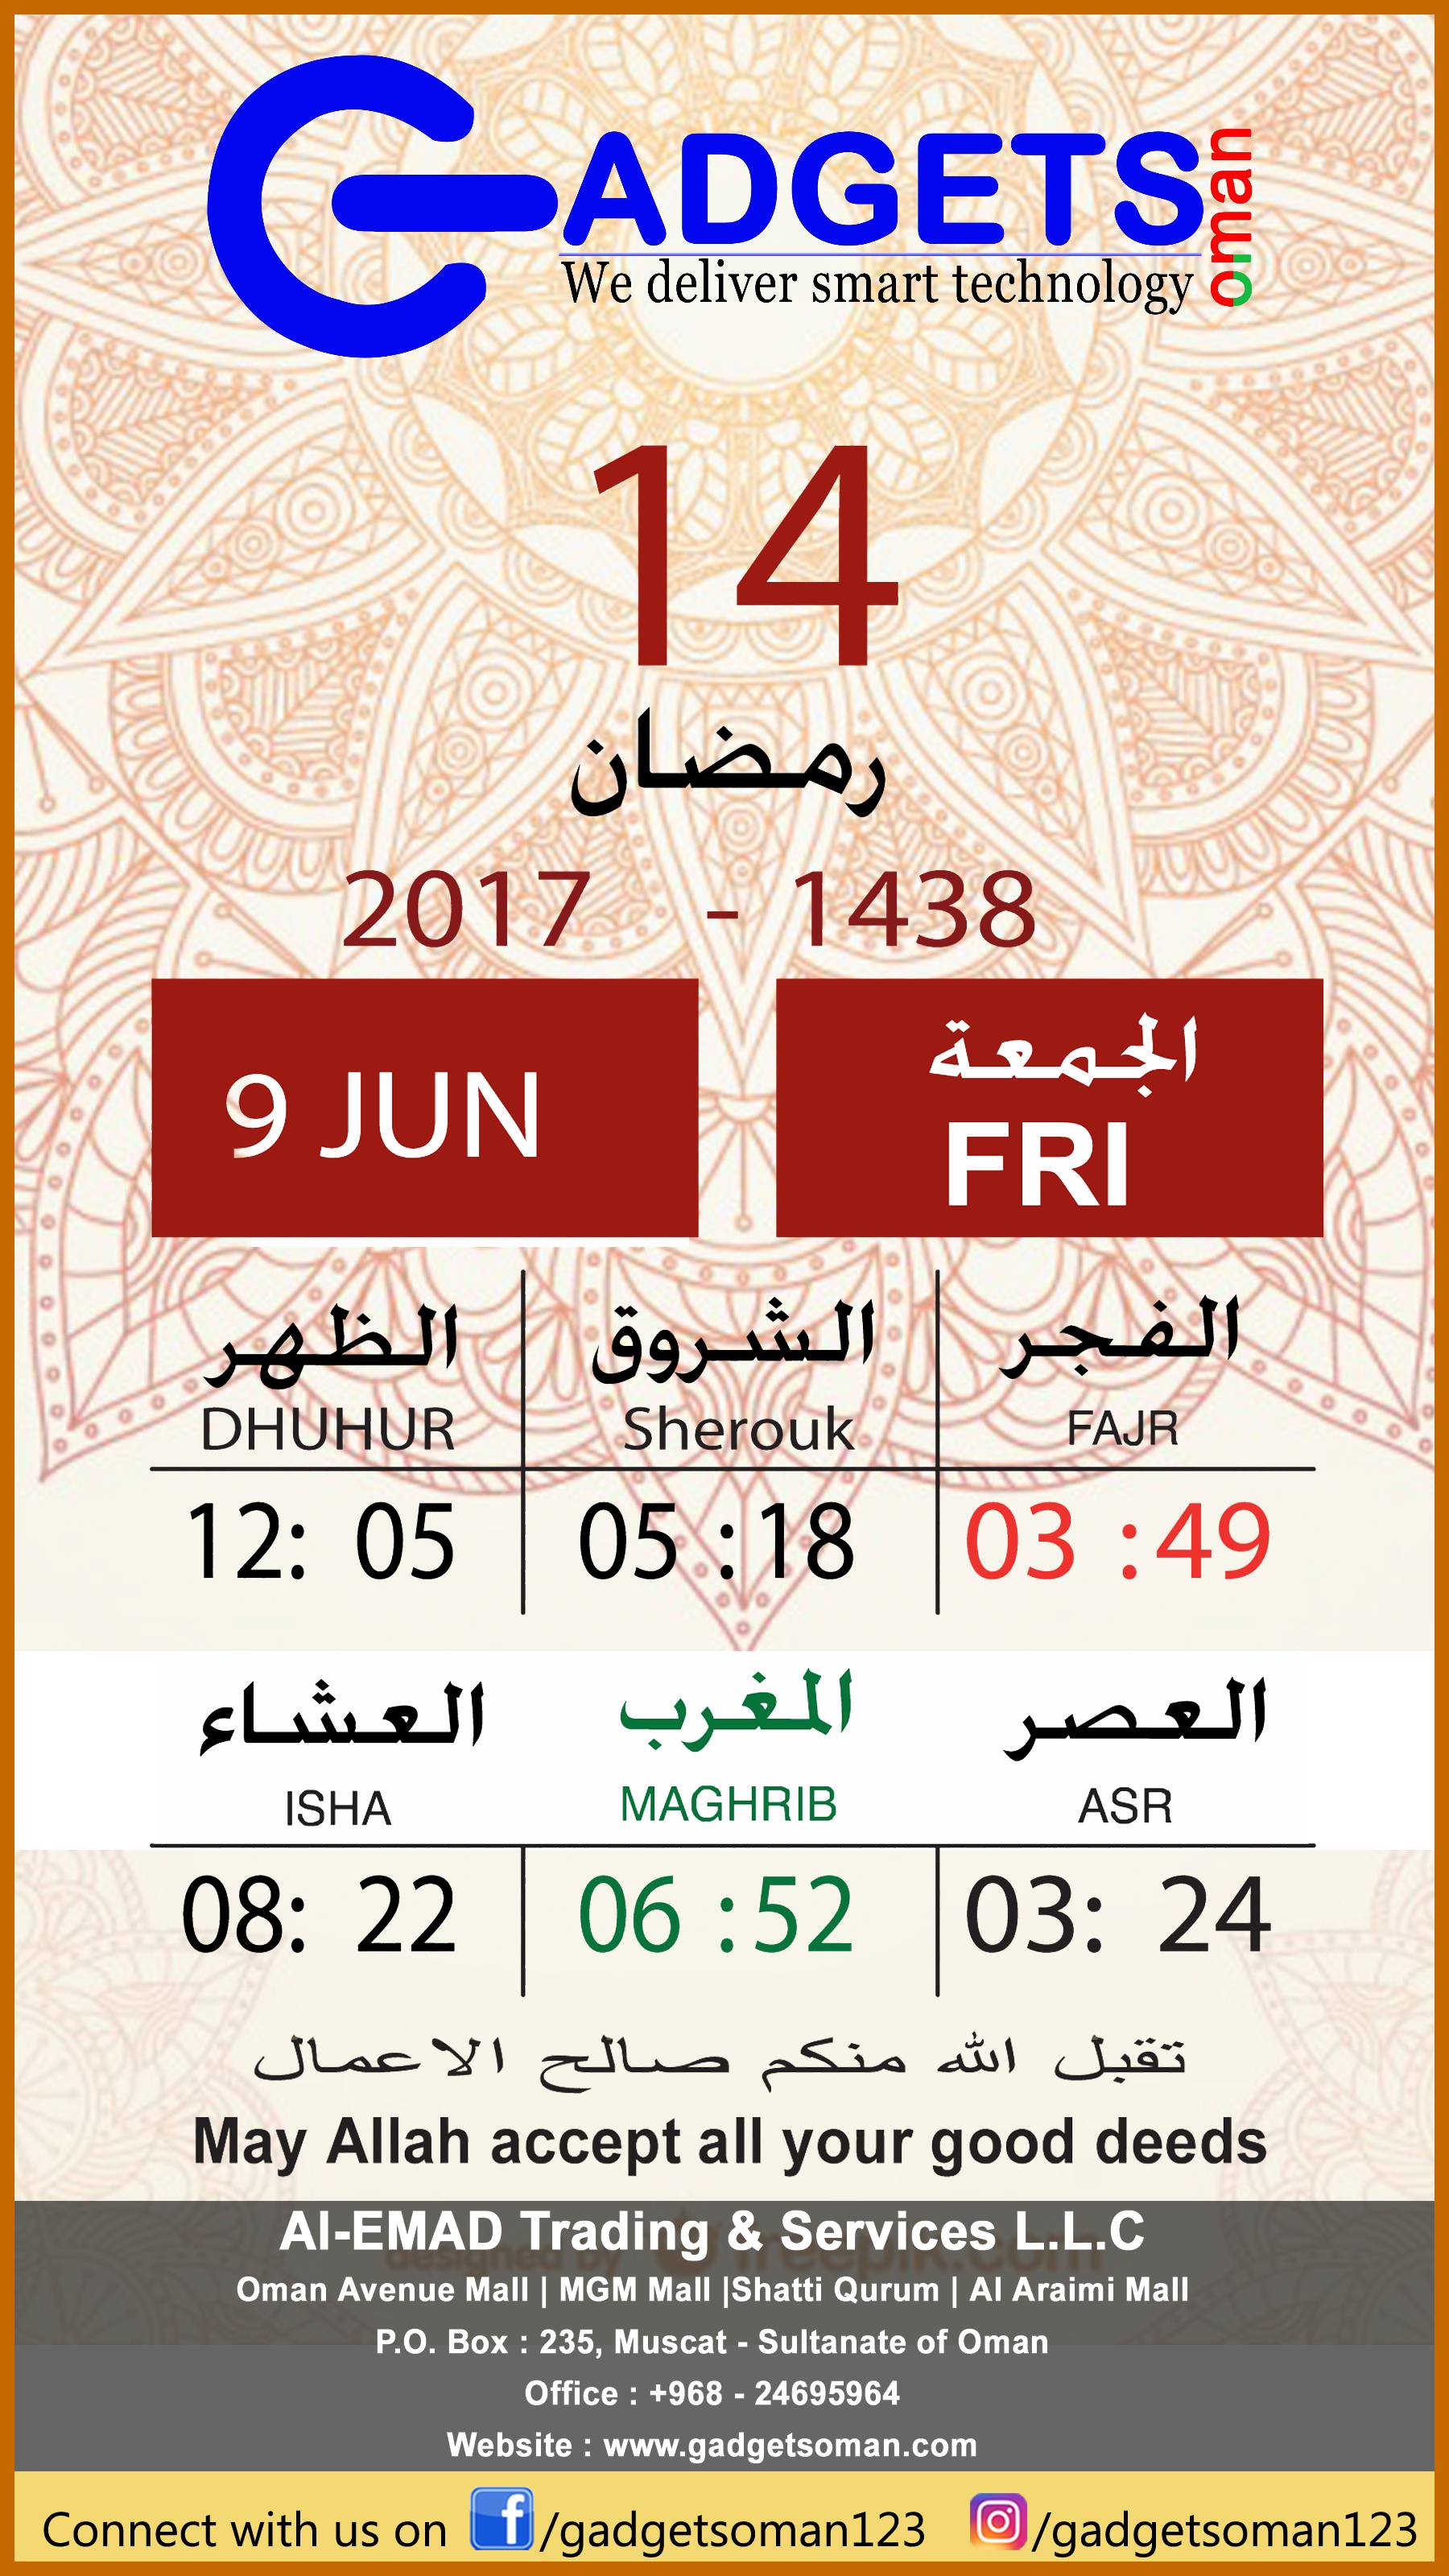 GADGETS oman
We deliver smart technology
14
رمضان
2017 - 1438
9 JUN
الجمعة
FRI
الظهر الشروق الفجر
DHUHUR Sherouk FAJR
12: 05 05 :18 03 :49
العشاء المغرب العصر
ISHA MAGHRIB ASR
08: 22 06 :52 03: 24
تقبل الله منكم صالح الاعمال
May Allah accept all your good deeds
Al-EMAD Trading & Services L.L.C
designed by freepik.com
Oman Avenue Mall | MGM Mall |Shatti Qurum | Al Araimi Mall
P.O. Box : 235, Muscat - Sultanate of Oman
Office : +968 - 24695964
Website : www.gadgetsoman.com
Connect with us on /gadgetsoman123 /gadgetsoman123